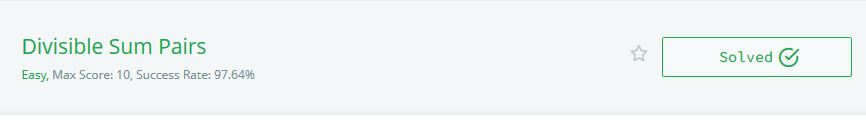 Divisible Sum Pairs
Solved
Easy, Max Score: 10, Success Rate: 97.64%